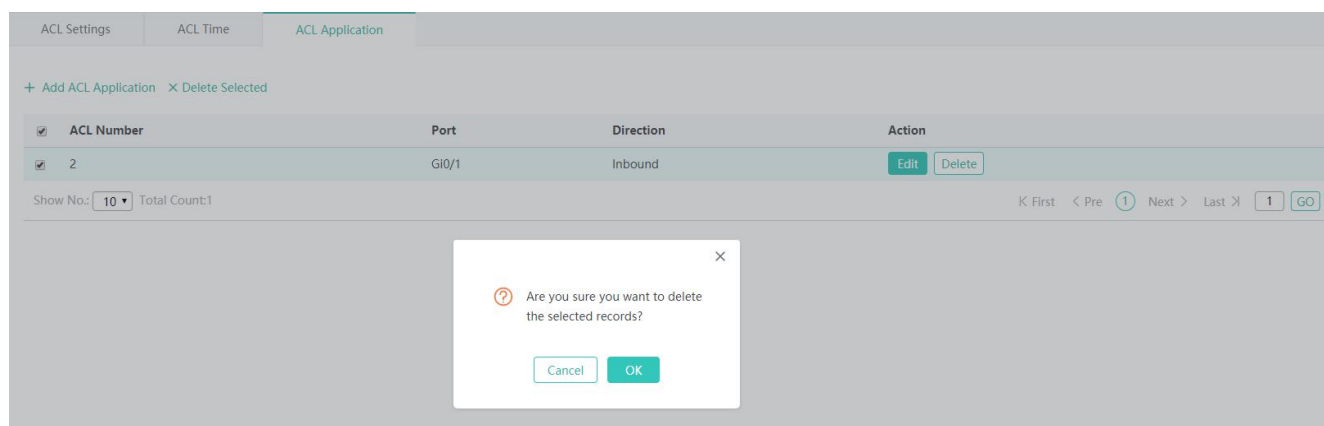 ACL Settings ACL Time ACL Application
+ Add ACL Application × Delete Selected
ACL Number Port Direction Action
2 Gi0/1 Inbound Edit Delete
Show No.: 10 Total Count:1 First < Pre 1 Next > Last 1 GO
Are you sure you want to delete
the selected records?
Cancel OK